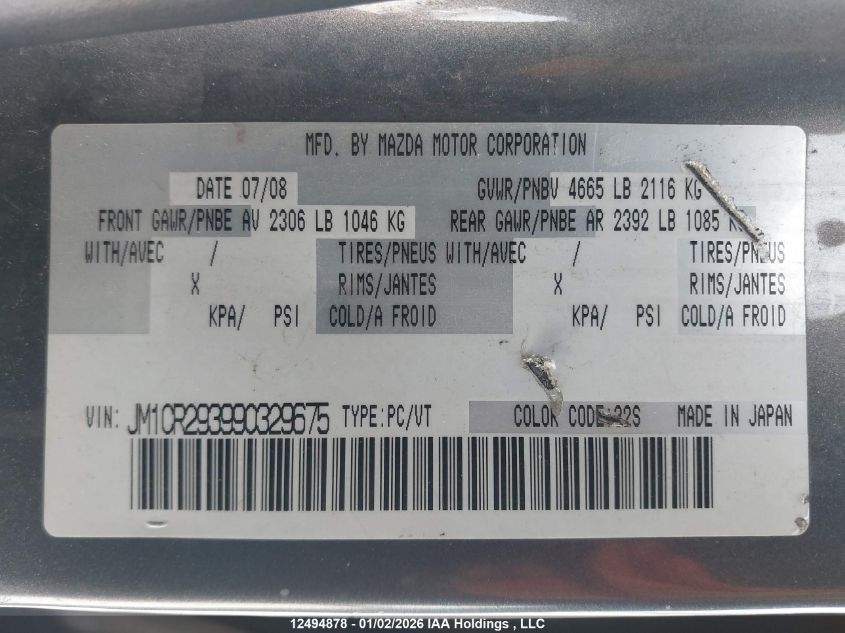 MFD. BY MAZDA MOTOR CORPORATION
DATE 07/08 GVWR/PNBV 4665 LB 2116 KG
FRONT GAWR/PNBE AV 2306 LB 1046 KG REAR GAWR/PNBE AR 2392 LB 1085
WITH/AVEC / TIRES/PNEUS WITH/AVEC / TIRES/PNEUS
X RIMS/JANTES X RIMS/JANTES
KPA/ PSI COLD/A FROID KPA/ PSI COLD/A FROID
VIN: JM1CR293990329675 TYPE:PC/VT COLOR CODE:22S MADE IN JAPAN
12494878 - 01/02/2026 IAA Holdings , LLC